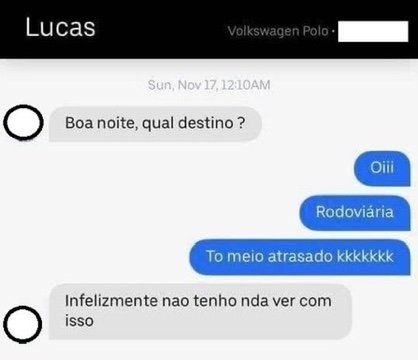 Lucas
Volkswagen Polo •
Sun, Nov 17, 12:10AM
Boa noite, qual destino ?
Oiii
Rodoviária
To meio atrasado kkkkkkk
Infelizmente nao tenho nda ver com
isso